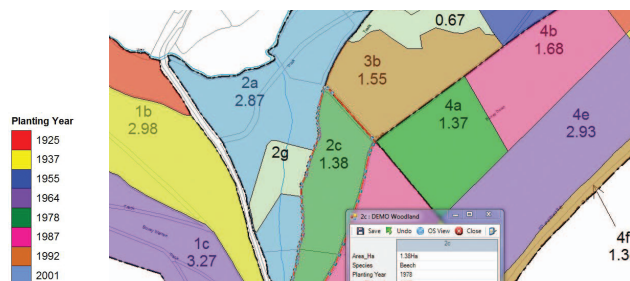 Planting Year
1925
1937
1955
1964
1978
1987
1992
2001
0.67
4b
1.68
3b
1.55
2a
2.87
1b
2.98
4a
1.37
4e
2.93
2g
2c
1.38
1c
3.27
4f
1.3
2c : DEMO Woodland
Save Undo OS View Close
2c
Area_Ha 1.38Ha
Species Beech
Planting Year 1978